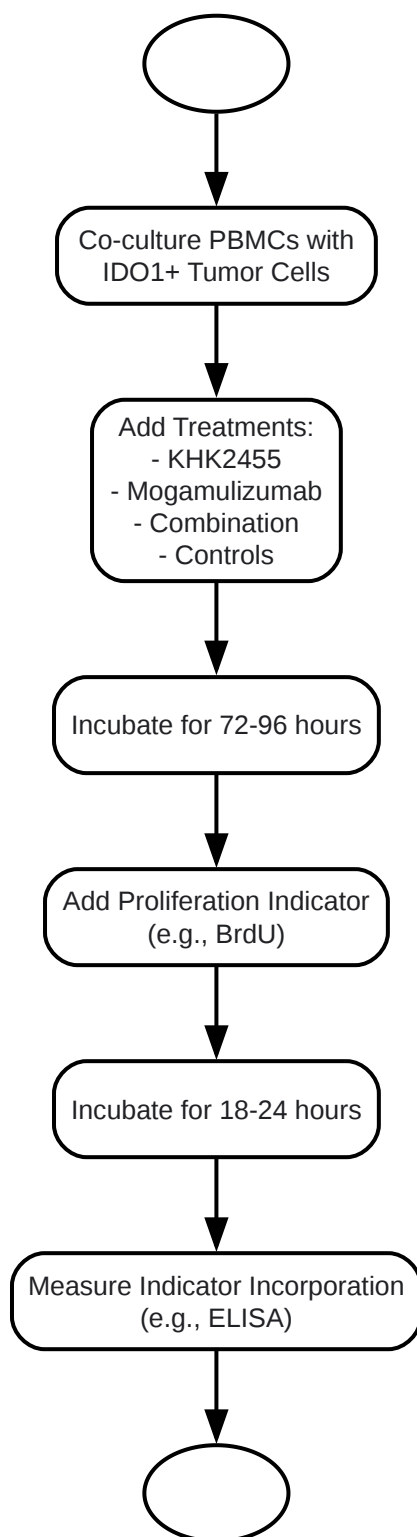 Co-culture PBMCs with
IDO1+ Tumor Cells
Add Treatments:
- KHK2455
- Mogamulizumab
- Combination
- Controls
Incubate for 72-96 hours
Add Proliferation Indicator
(e.g., BrdU)
Incubate for 18-24 hours
Measure Indicator Incorporation
(e.g., ELISA)